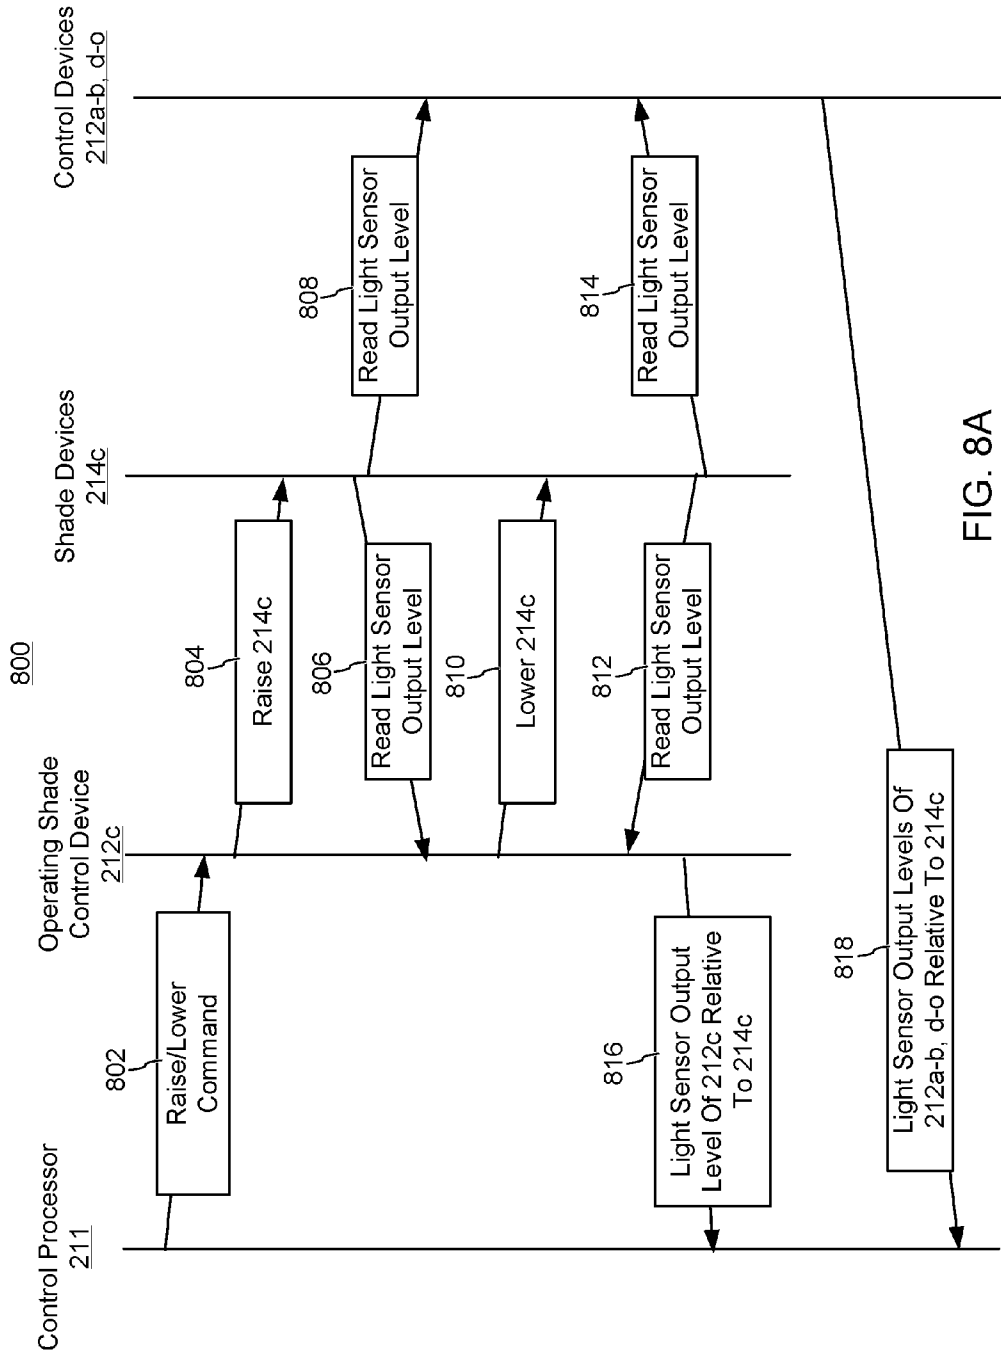 800
Control Processor
211
Operating Shade
Control Device
212c
Shade Devices
214c
Control Devices
212a-b, d-o
802
Raise/Lower
Command
804
Raise 214c
806
Read Light Sensor
Output Level
808
Read Light Sensor
Output Level
810
Lower 214c
812
Read Light Sensor
Output Level
814
Read Light Sensor
Output Level
816
Light Sensor Output
Level Of 212c Relative
To 214c
818
Light Sensor Output Levels Of
212a-b, d-o Relative To 214c
FIG. 8A